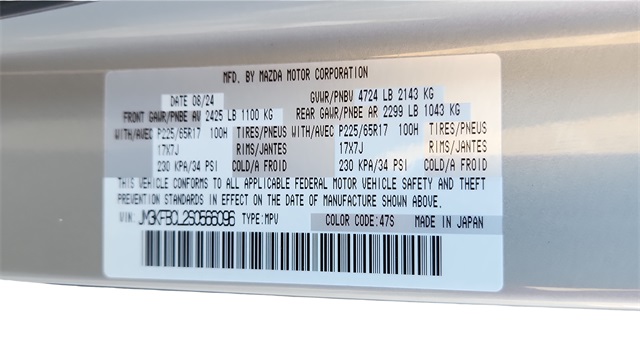 MFD. BY MAZDA MOTOR CORPORATION
DATE 08/24 GVWR/PNBV 4724 LB 2143 KG
FRONT GAWR/PNBE AV 2425 LB 1100 KG REAR GAWR/PNBE AR 2299 LB 1043 KG
WITH/AVEC P225/65R17 100H TIRES/PNEUS WITH/AVEC P225/65R17 100H TIRES/PNEUS
17X7J RIMS/JANTES 17X7J RIMS/JANTES
230 KPA/34 PSI COLD/A FROID 230 KPA/34 PSI COLD/A FROID
THIS VEHICLE CONFORMS TO ALL APPLICABLE FEDERAL MOTOR VEHICLE SAFETY AND THEFT
PREVENTION STANDARDS IN EFFECT ON THE DATE OF MANUFACTURE SHOWN ABOVE.
VIN: JM3KFBCL2S0566096 TYPE:MPV COLOR CODE:47S MADE IN JAPAN